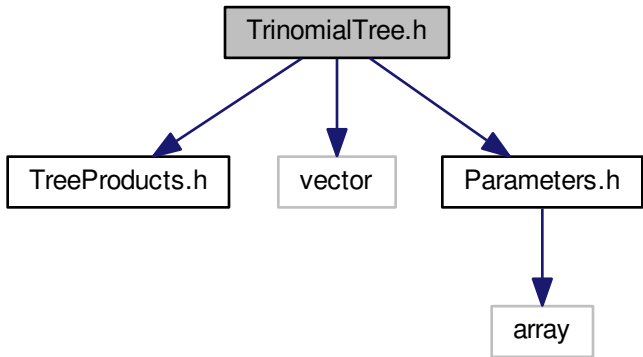 TrinomialTree.h
TreeProducts.h
vector
Parameters.h
array